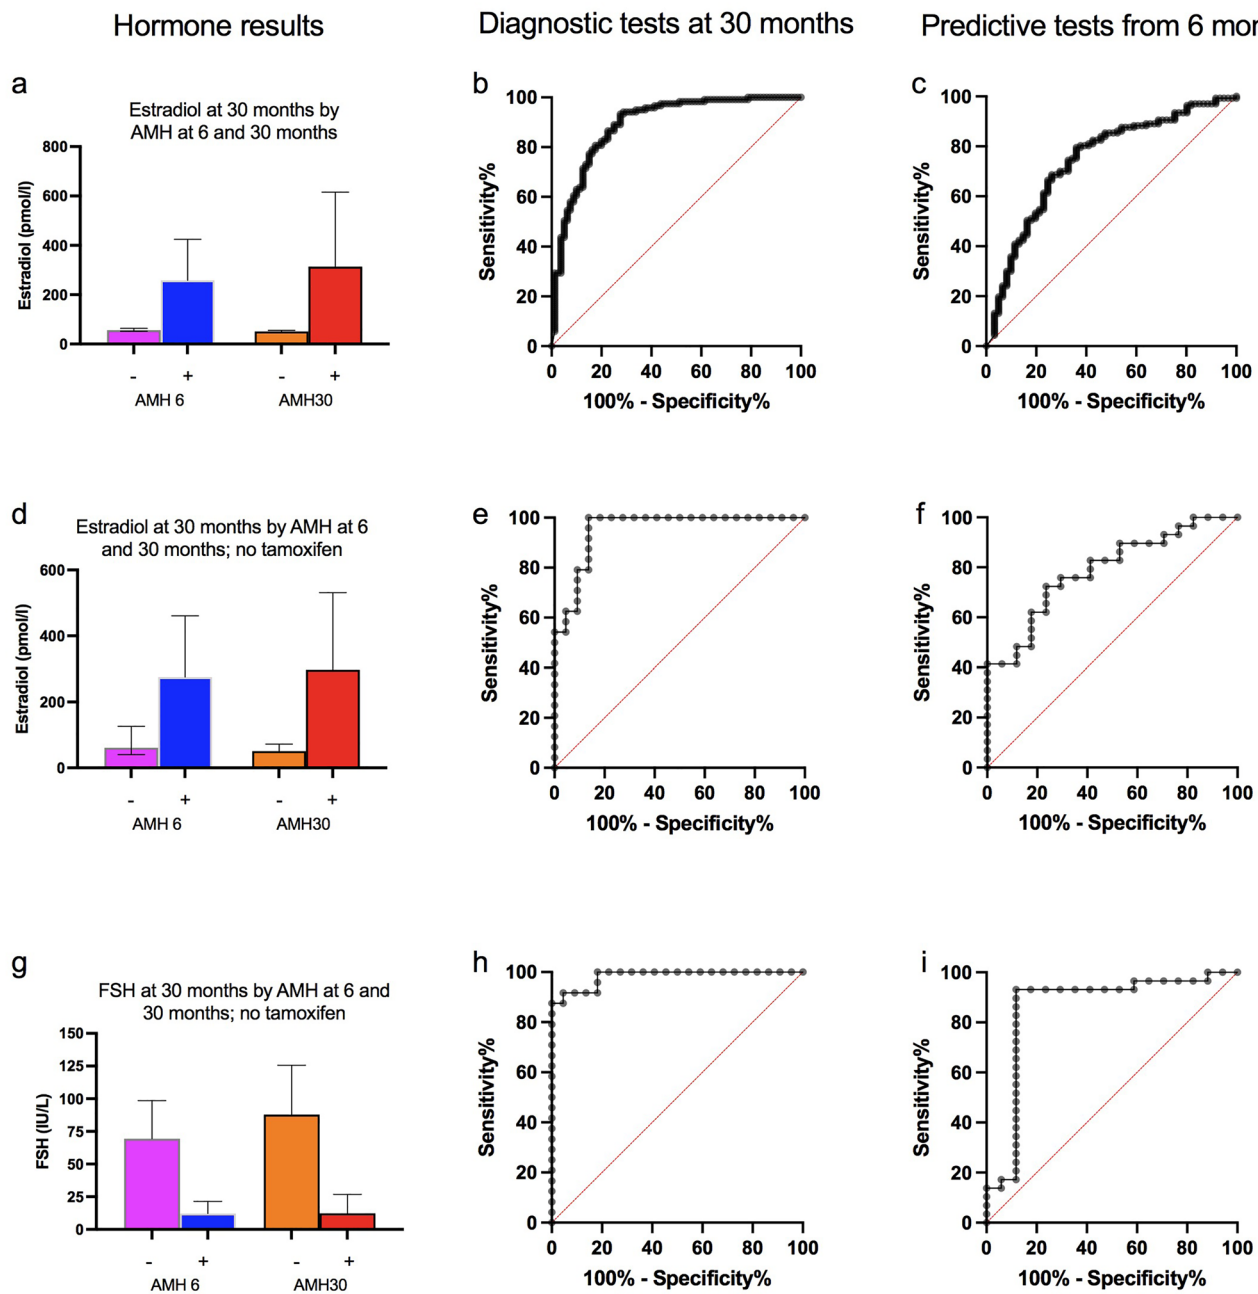 Hormone results
Diagnostic tests at 30 months
Predictive tests from 6 mor
a
Estradiol at 30 months by
AMH at 6 and 30 months
Estradiol (pmol/l)
800
600
400
200
0
- + - +
AMH 6 AMH30
b
Sensitivity%
100
80
60
40
20
0
0 20 40 60 80 100
100% - Specificity%
c
Sensitivity%
100
80
60
40
20
0
0 20 40 60 80 100
100% - Specificity%
d
Estradiol at 30 months by AMH at 6
and 30 months; no tamoxifen
Estradiol (pmol/l)
600
400
200
0
- + - +
AMH 6 AMH30
e
Sensitivity%
100
80
60
40
20
0
0 20 40 60 80 100
100% - Specificity%
f
Sensitivity%
100
80
60
40
20
0
0 20 40 60 80 100
100% - Specificity%
g
FSH at 30 months by AMH at 6 and
30 months; no tamoxifen
FSH (IU/L)
150
125
100
75
50
25
0
- + - +
AMH 6 AMH30
h
Sensitivity%
100
80
60
40
20
0
0 20 40 60 80 100
100% - Specificity%
i
Sensitivity%
100
80
60
40
20
0
0 20 40 60 80 100
100% - Specificity%